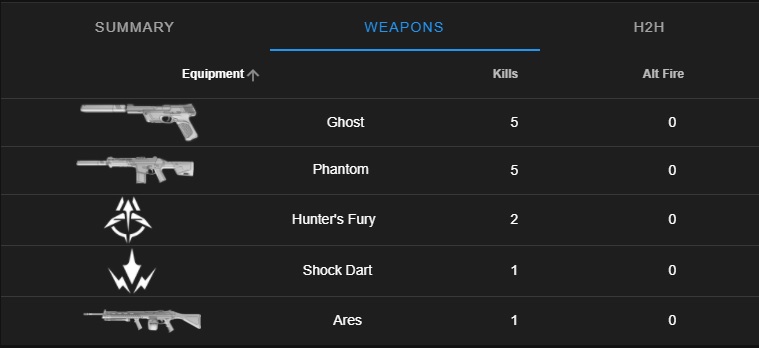 SUMMARY WEAPONS H2H
Equipment Kills Alt Fire
Ghost 5 0
Phantom 5 0
Hunter's Fury 2 0
Shock Dart 1 0
Ares 1 0